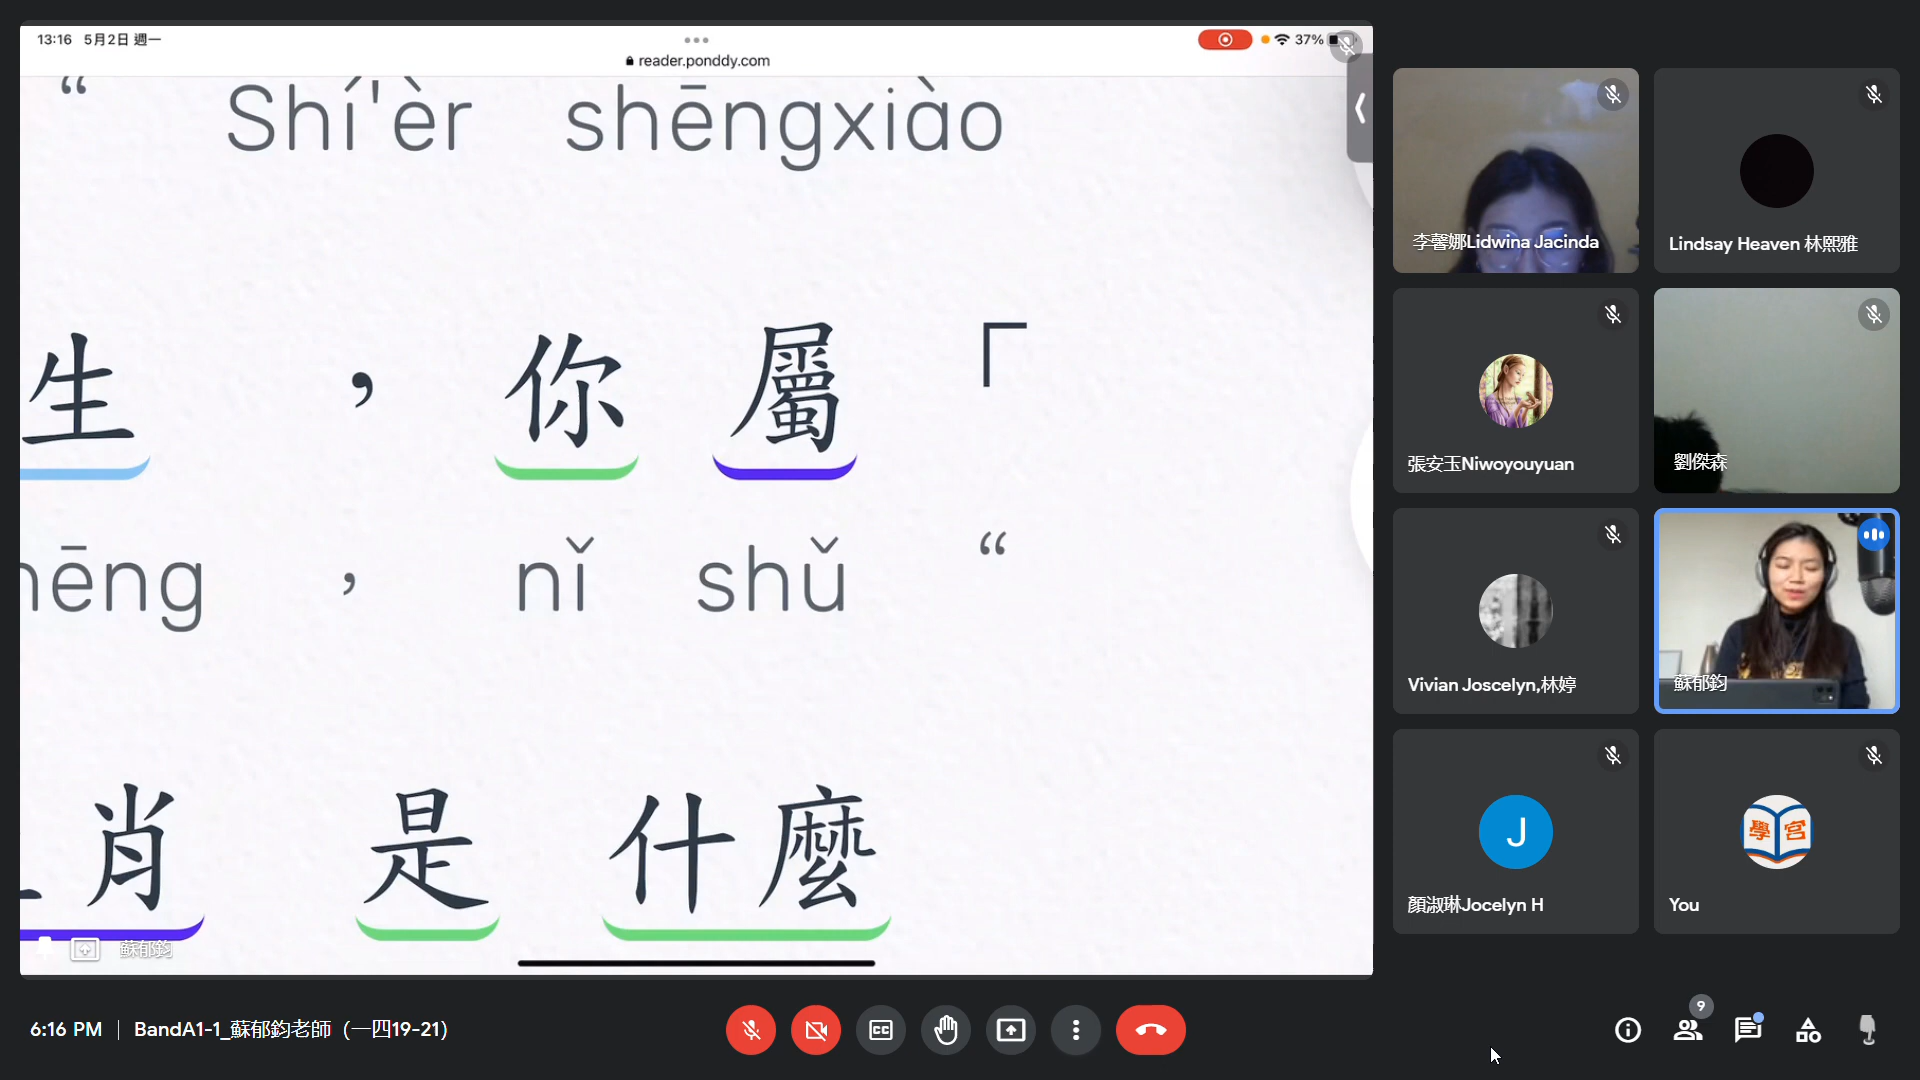 13:16 5月2日 週一
reader.ponddy.com
37%
“ Shí'èr shēngxiào
生 ， 你 屬 「
hēng , nǐ shǔ “
肖 是 什麼
蘇郁鈞
李馨娜Lidwina Jacinda
Lindsay Heaven 林熙雅
張安玉Niwoyouyuan
劉傑森
Vivian Joscelyn,林婷
蘇郁鈞
J
顏淑琳Jocelyn H
學宮
You
6:16 PM | BandA1-1_蘇郁鈞老師（一四19-21）
CC
9